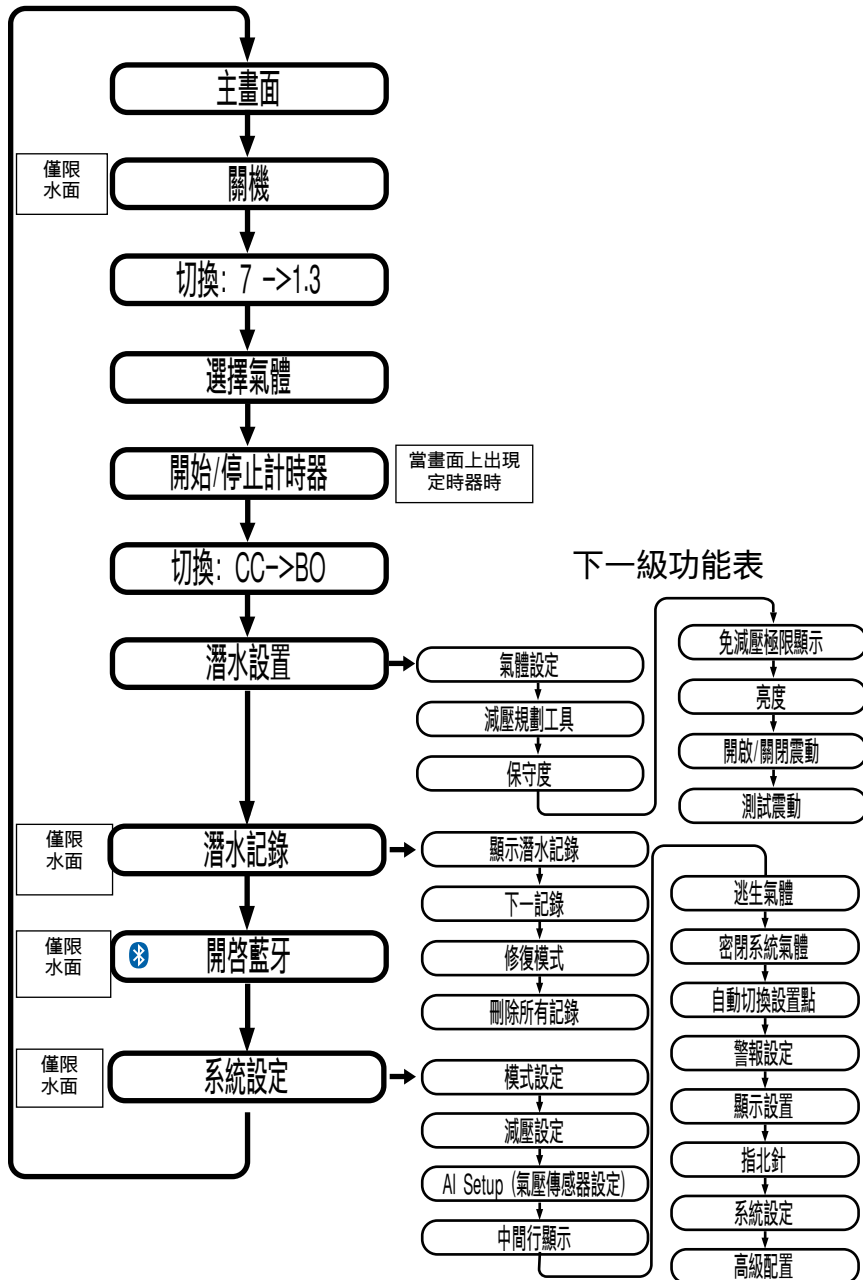 主畫面
僅限
水面
關機
切換: 7 ->1.3
選擇氣體
開始/停止計時器
當畫面上出現
定時器時
切換: CC->BO
下一級功能表
潛水設置
氣體設定
減壓規劃工具
保守度
免減壓極限顯示
亮度
開啟/關閉震動
測試震動
僅限
水面
潛水記錄
顯示潛水記錄
下一記錄
修復模式
刪除所有記錄
僅限
水面
開啓藍牙
僅限
水面
系統設定
模式設定
減壓設定
AI Setup (氣壓傳感器設定)
中間行顯示
逃生氣體
密閉系統氣體
自動切換設置點
警報設定
顯示設置
指北針
系統設定
高級配置